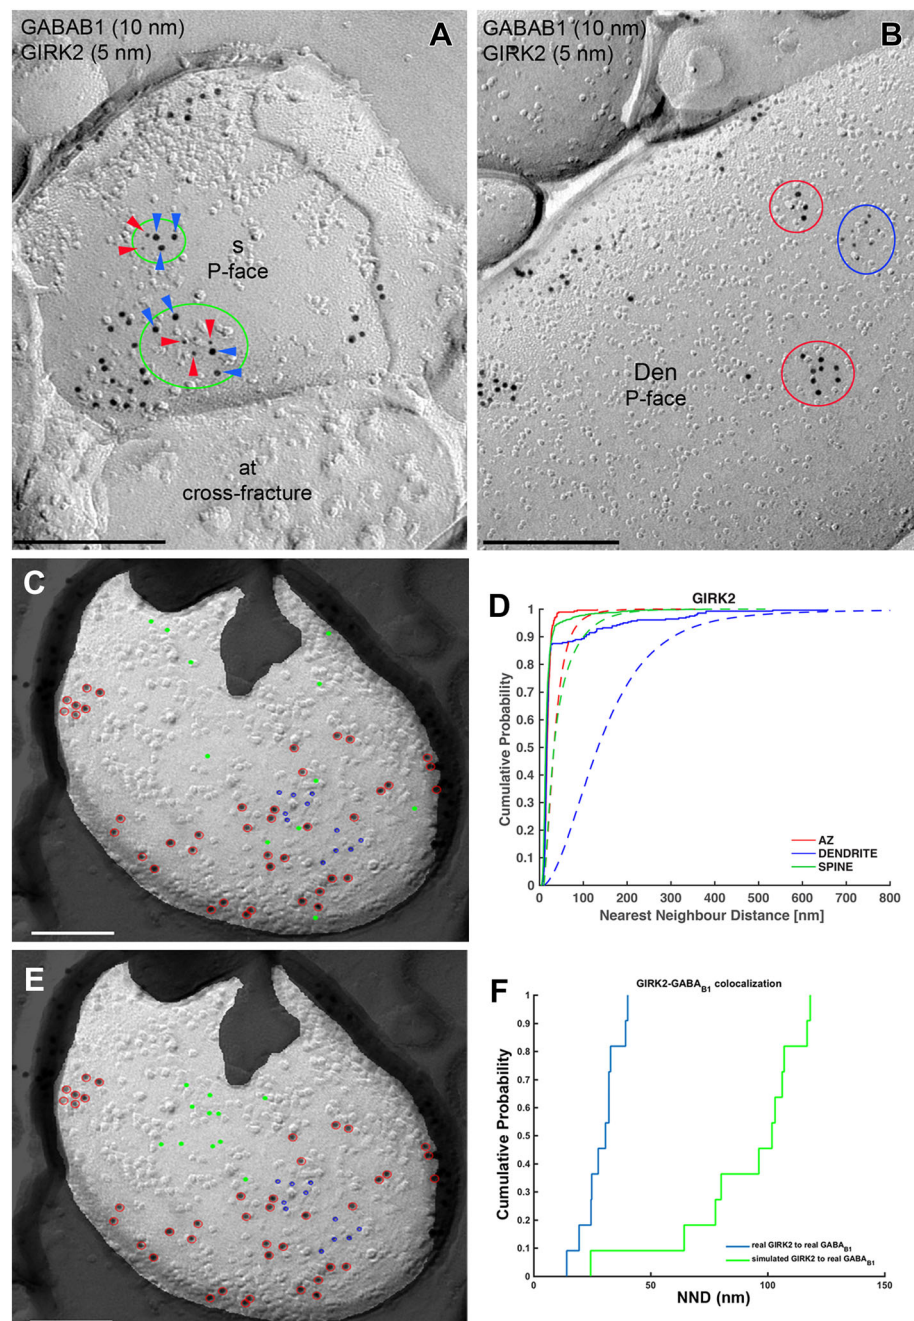 GABAB1 (10 nm)
GIRK2 (5 nm)
A
s
P-face
at
cross-fracture
GABAB1 (10 nm)
GIRK2 (5 nm)
B
Den
P-face
C
D
GIRK2
Cumulative Probability
1
0.9
0.8
0.7
0.6
0.5
0.4
0.3
0.2
0.1
0
0 100 200 300 400 500 600 700 800
Nearest Neighbour Distance [nm]
AZ
DENDRITE
SPINE
E
F
GIRK2-GABAB1 colocalization
Cumulative Probability
1
0.9
0.8
0.7
0.6
0.5
0.4
0.3
0.2
0.1
0
0 50 100 150
NND (nm)
real GIRK2 to real GABAB1
simulated GIRK2 to real GABAB1